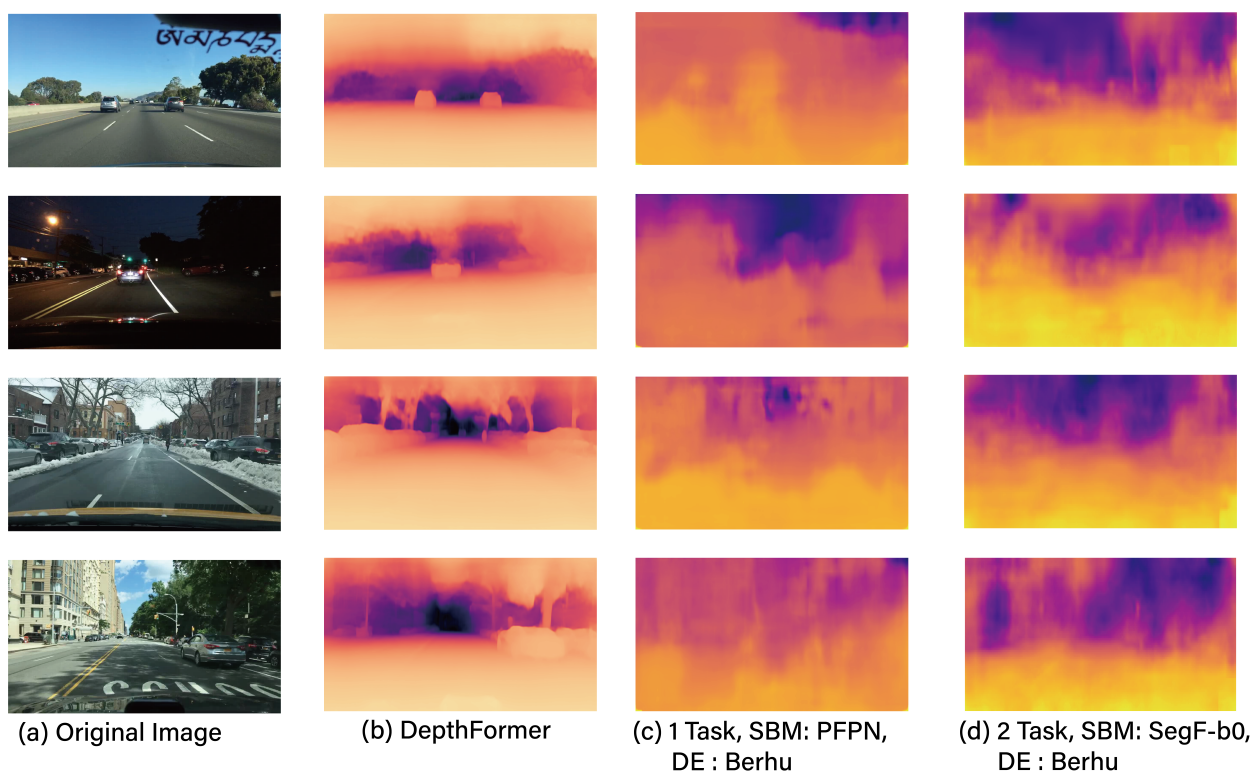 (a) Original Image
(b) DepthFormer
(c) 1 Task, SBM: PFPN,
DE : Berhu
(d) 2 Task, SBM: SegF-b0,
DE : Berhu